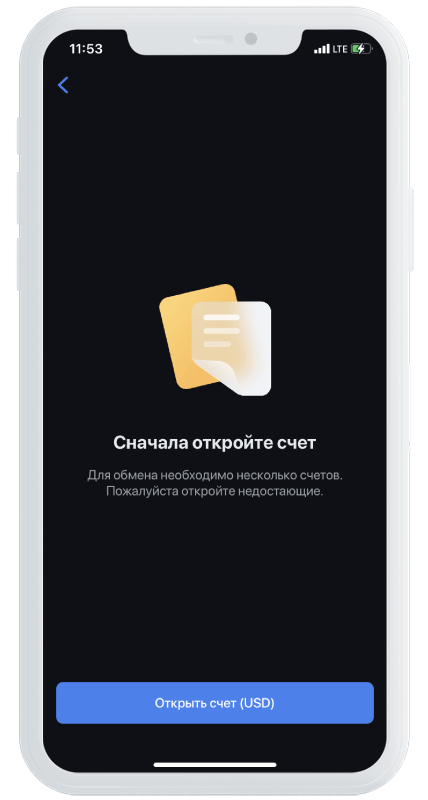 11:53
LTE
Сначала откройте счет
Для обмена необходимо несколько счетов.
Пожалуйста откройте недостающие.
Открыть счет (USD)